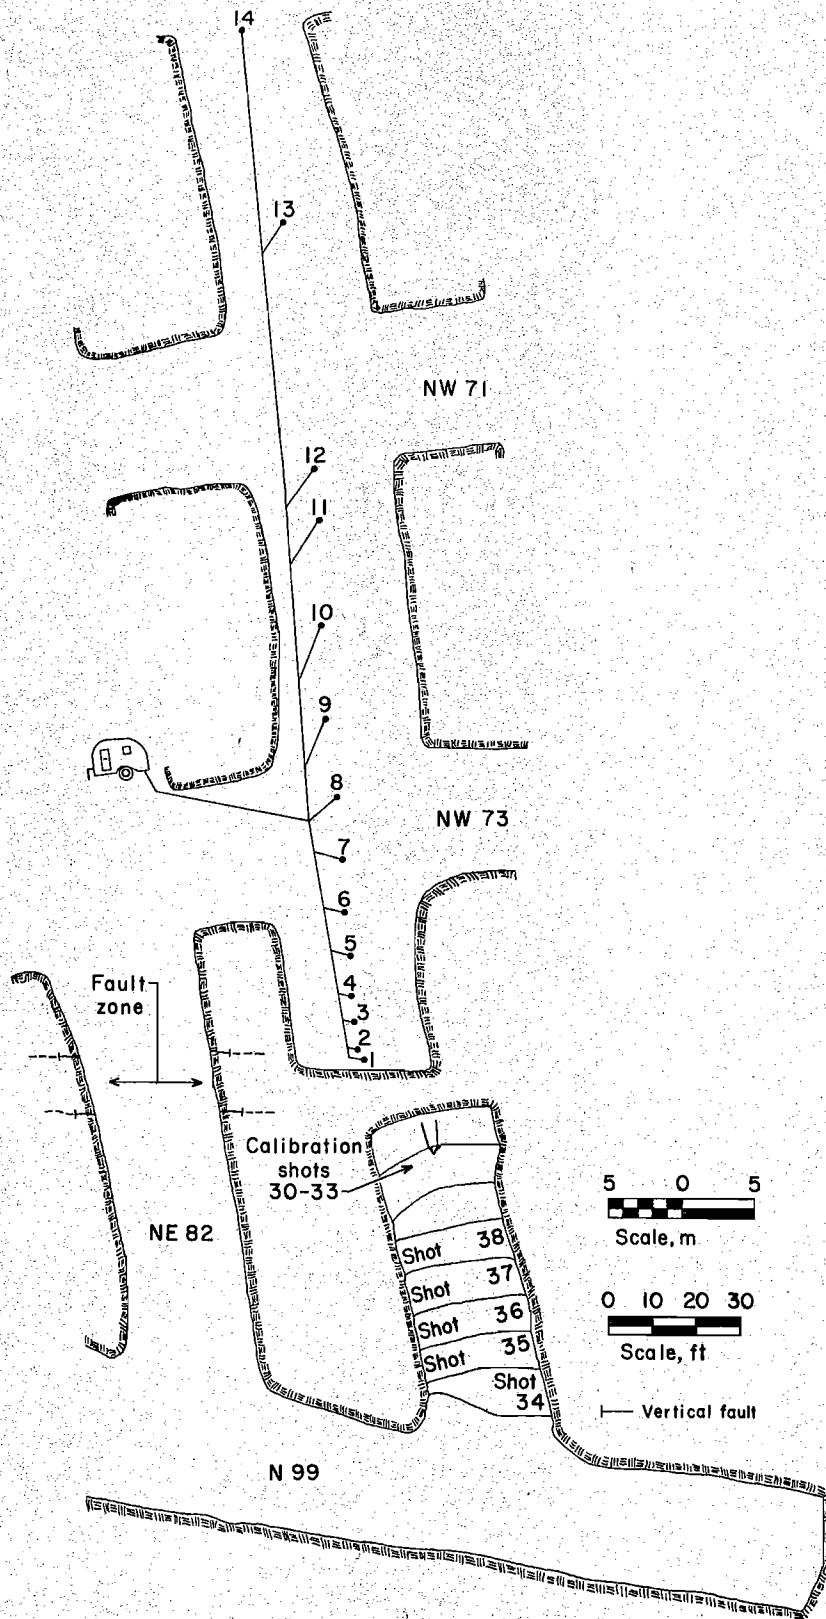 14
13
NW 71
12
11
10
9
8
NW 73
7
6
5
Fault
zone
4
3
2
1
Calibration
shots
30-33
5 0 5
Scale, m
NE 82
Shot 38
Shot 37
Shot 36
Shot 35
Shot
34
0 10 20 30
Scale, ft
Vertical fault
N 99